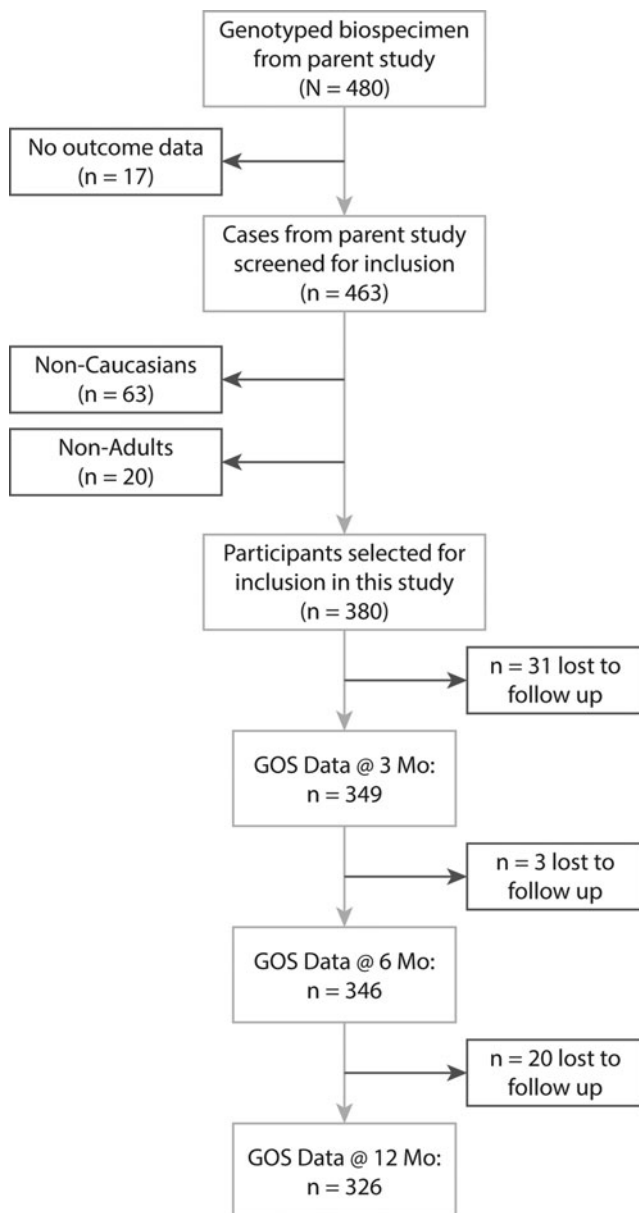 Genotyped biospecimen
from parent study
(N = 480)
No outcome data
(n = 17)
Cases from parent study
screened for inclusion
(n = 463)
Non-Caucasians
(n = 63)
Non-Adults
(n = 20)
Participants selected for
inclusion in this study
(n = 380)
n = 31 lost to
follow up
GOS Data @ 3 Mo:
n = 349
n = 3 lost to
follow up
GOS Data @ 6 Mo:
n = 346
n = 20 lost to
follow up
GOS Data @ 12 Mo:
n = 326